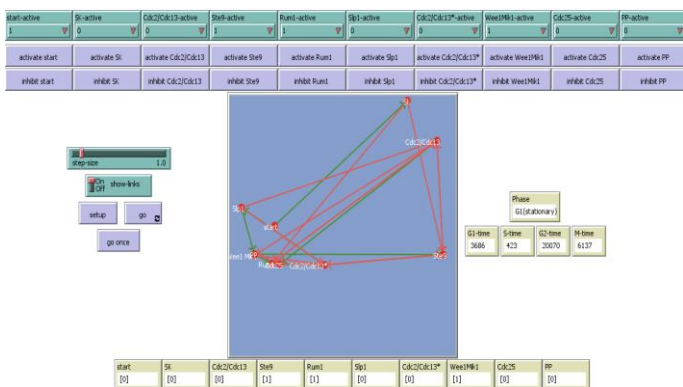 start-active SK-active Cdc2/Cdc13-active Ste9-active Rum1-active Slp1-active Cdc2/Cdc13*-active Wee1Mik1-active Cdc25-active PP-active
1 0 0 1 1 0 0 1 0 0
activate start activate SK activate Cdc2/Cdc13 activate Ste9 activate Rum1 activate Slp1 activate Cdc2/Cdc13* activate Wee1Mik1 activate Cdc25 activate PP
inhibit start inhibit SK inhibit Cdc2/Cdc13 inhibit Ste9 inhibit Rum1 inhibit Slp1 inhibit Cdc2/Cdc13* inhibit Wee1Mik1 inhibit Cdc25 inhibit PP
Cdc2/Cdc13
step-size 1.0
On
Off show-links
setup go
go once
Slp1
start
Ste9
Phase
G1(stationary)
G1-time S-time G2-time M-time
3686 423 20070 6137
start SK Cdc2/Cdc13 Ste9 Rum1 Slp1 Cdc2/Cdc13* Wee1Mik1 Cdc25 PP
[0] [0] [0] [1] [1] [0] [0] [1] [0] [0]